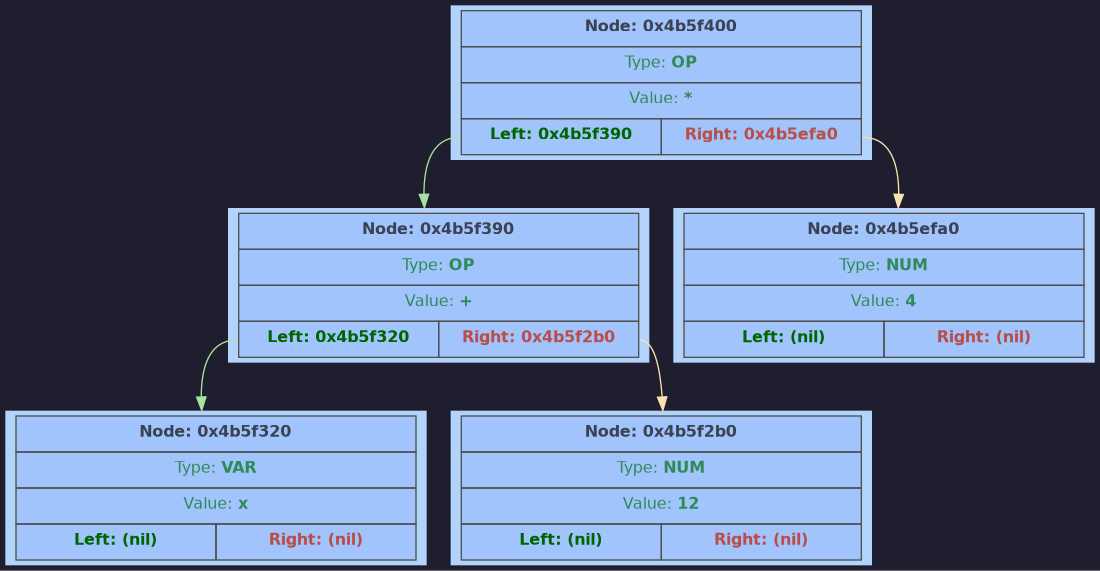 Node: 0x4b5f400
Type: OP
Value: *
Left: 0x4b5f390 Right: 0x4b5efa0
Node: 0x4b5f390
Type: OP
Value: +
Left: 0x4b5f320 Right: 0x4b5f2b0
Node: 0x4b5efa0
Type: NUM
Value: 4
Left: (nil) Right: (nil)
Node: 0x4b5f320
Type: VAR
Value: x
Left: (nil) Right: (nil)
Node: 0x4b5f2b0
Type: NUM
Value: 12
Left: (nil) Right: (nil)